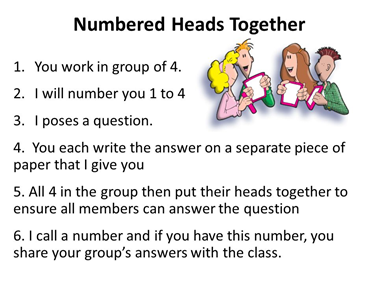 Numbered Heads Together
1. You work in group of 4.
2. I will number you 1 to 4
3. I poses a question.
4. You each write the answer on a separate piece of
paper that I give you
5. All 4 in the group then put their heads together to
ensure all members can answer the question
6. I call a number and if you have this number, you
share your group’s answers with the class.